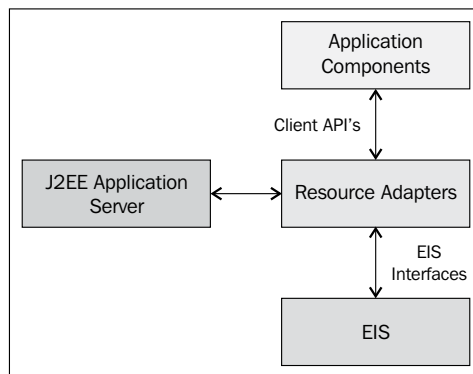 Application
Components
Client API's
J2EE Application
Server
Resource Adapters
EIS
Interfaces
EIS